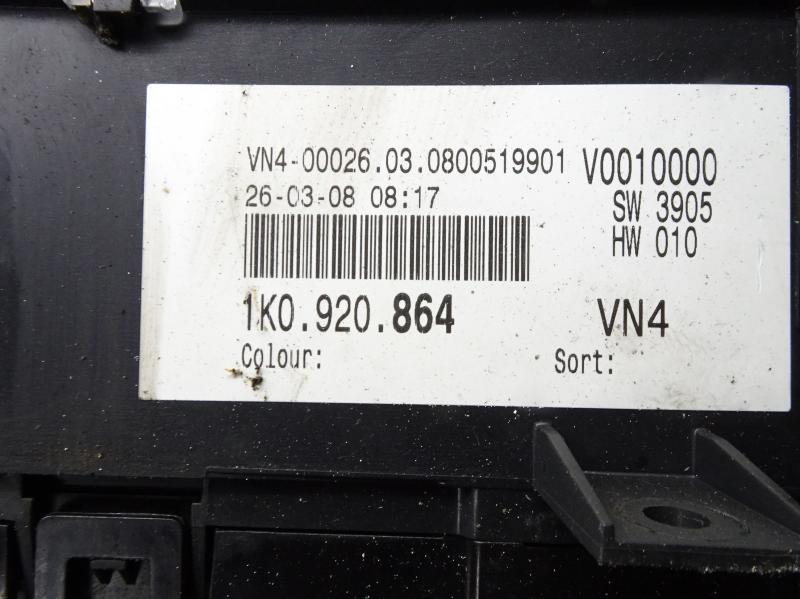 VN4-00026.03.0800519901 V0010000
26-03-08 08:17
SW 3905
HW 010
1K0.920.864 VN4
Colour: Sort: